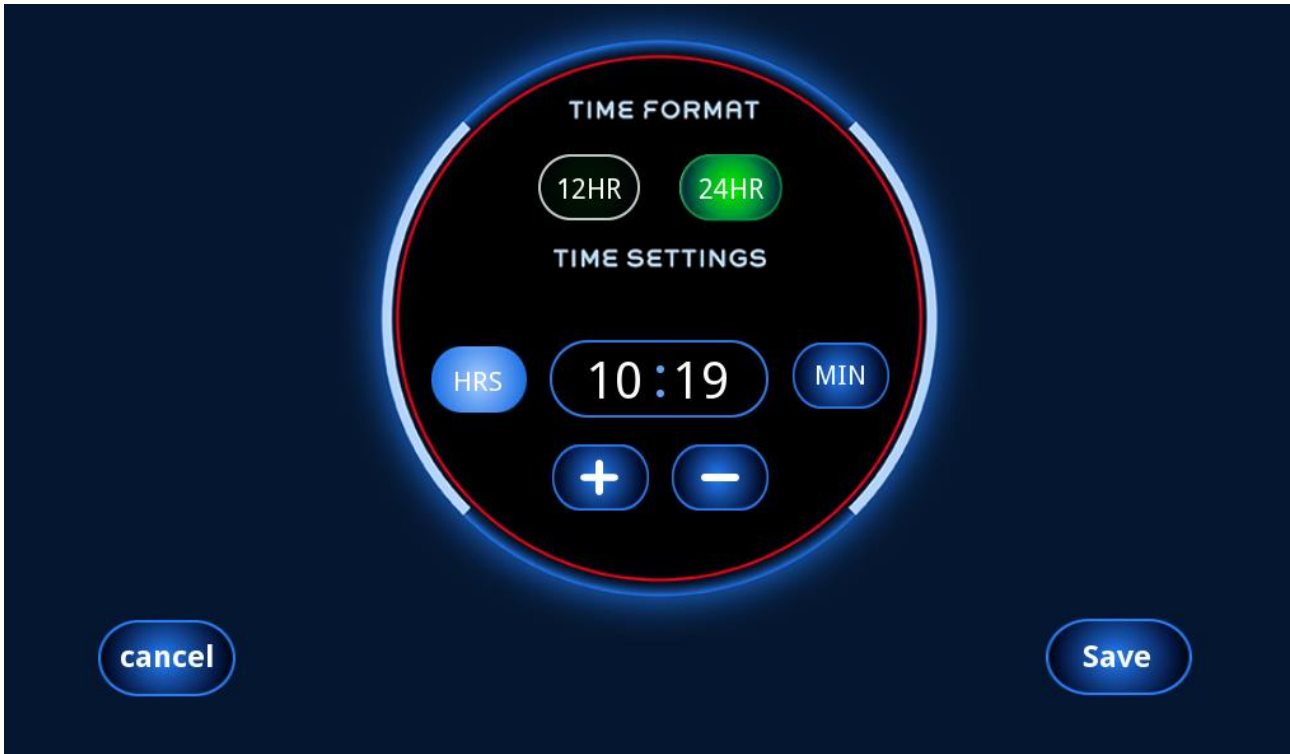 TIME FORMAT
12HR 24HR
TIME SETTINGS
HRS 10:19 MIN
+ −
cancel Save